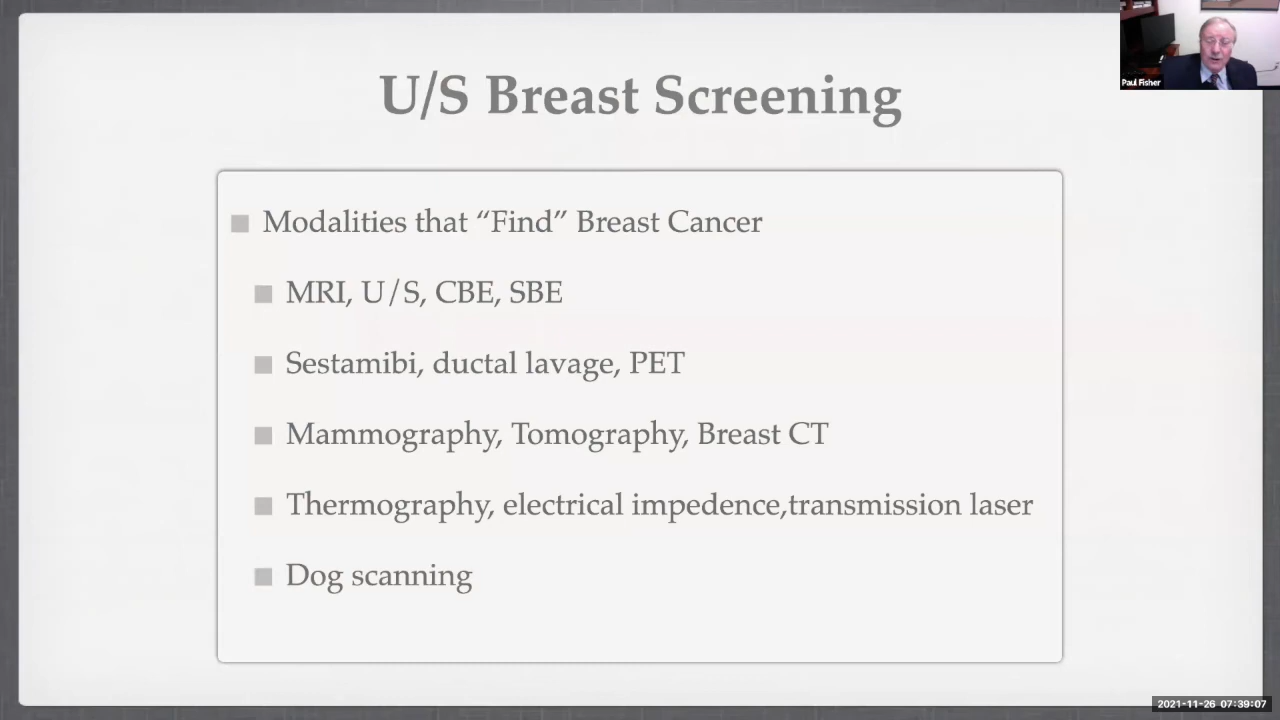 U/S Breast Screening
Paul Fisher
Modalities that “Find” Breast Cancer
MRI, U/S, CBE, SBE
Sestamibi, ductal lavage, PET
Mammography, Tomography, Breast CT
Thermography, electrical impedence,transmission laser
Dog scanning
2021-11-26 07:39:07